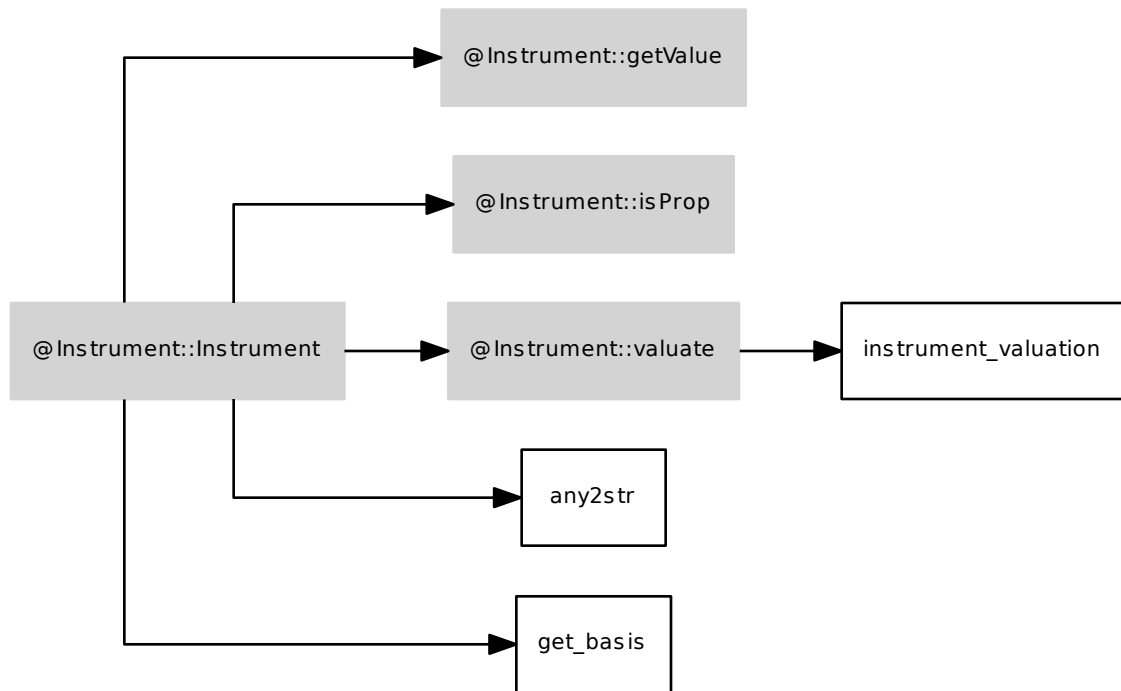 @Instrument::getValue
@Instrument::isProp
@Instrument::Instrument
@Instrument::valuate
instrument_valuation
any2str
get_basis